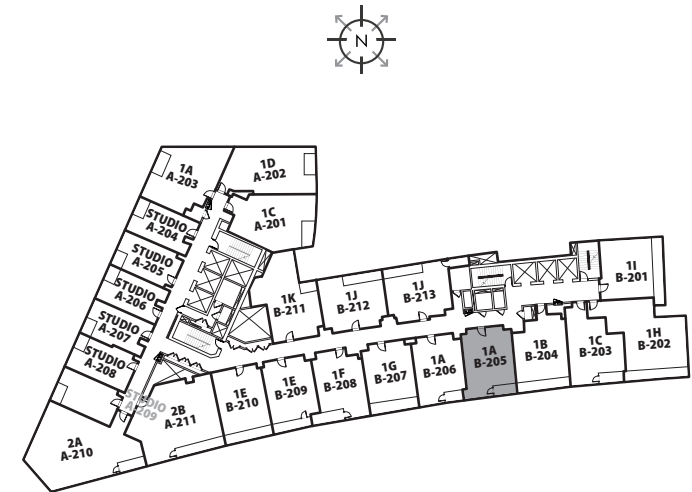 N
1A
A-203
1D
A-202
1C
A-201
STUDIO
A-204
STUDIO
A-205
STUDIO
A-206
STUDIO
A-207
STUDIO
A-208
STUDIO
A-209
2A
A-210
2B
A-211
1K
B-211
1J
B-212
1J
B-213
1I
B-201
1E
B-210
1E
B-209
1F
B-208
1G
B-207
1A
B-206
1A
B-205
1B
B-204
1C
B-203
1H
B-202